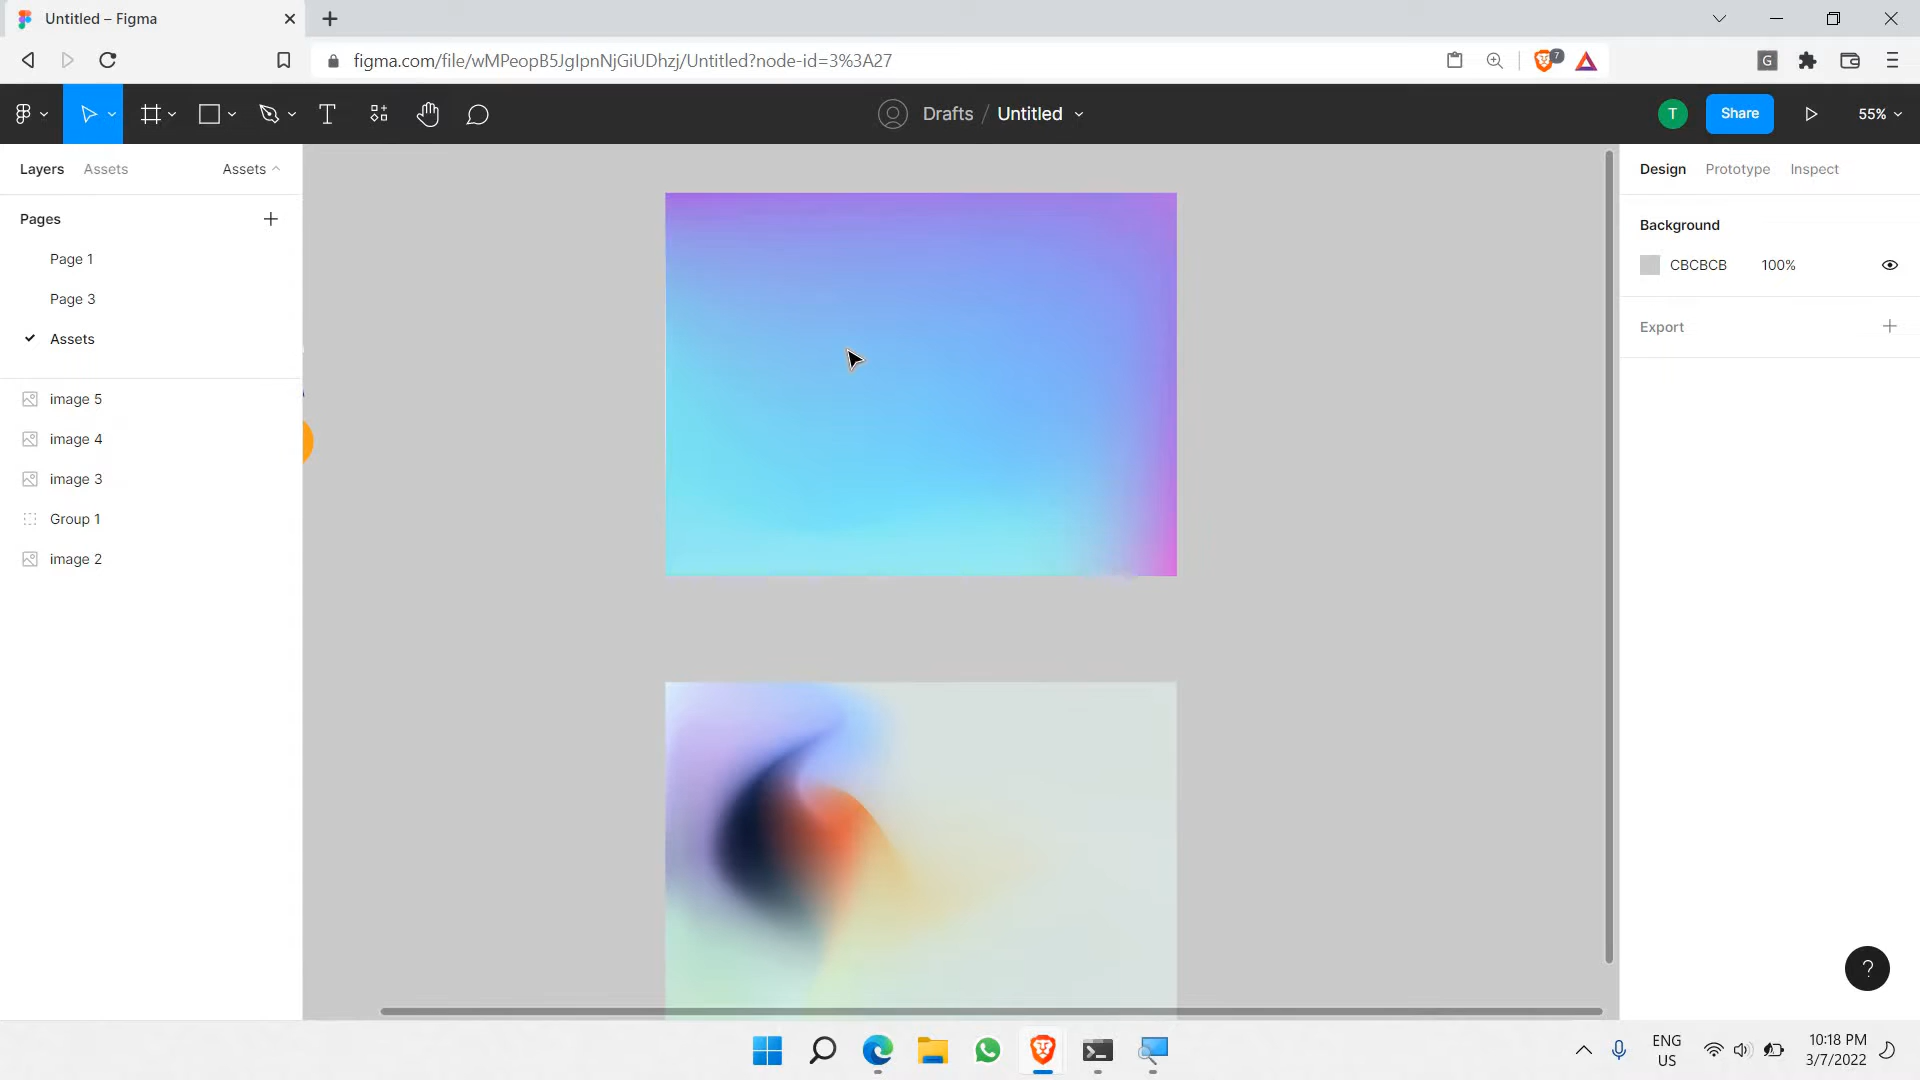 Untitled – Figma
figma.com/file/wMPeopB5JgIpnNjGiUDhzj/Untitled?node-id=3%3A27
7
G
Drafts / Untitled
T
Share
55%
Layers
Assets
Assets
Design
Prototype
Inspect
Pages
Page 1
Page 3
Assets
image 5
image 4
image 3
Group 1
image 2
Background
CBCBCB
100%
Export
?
ENG
US
10:18 PM
3/7/2022